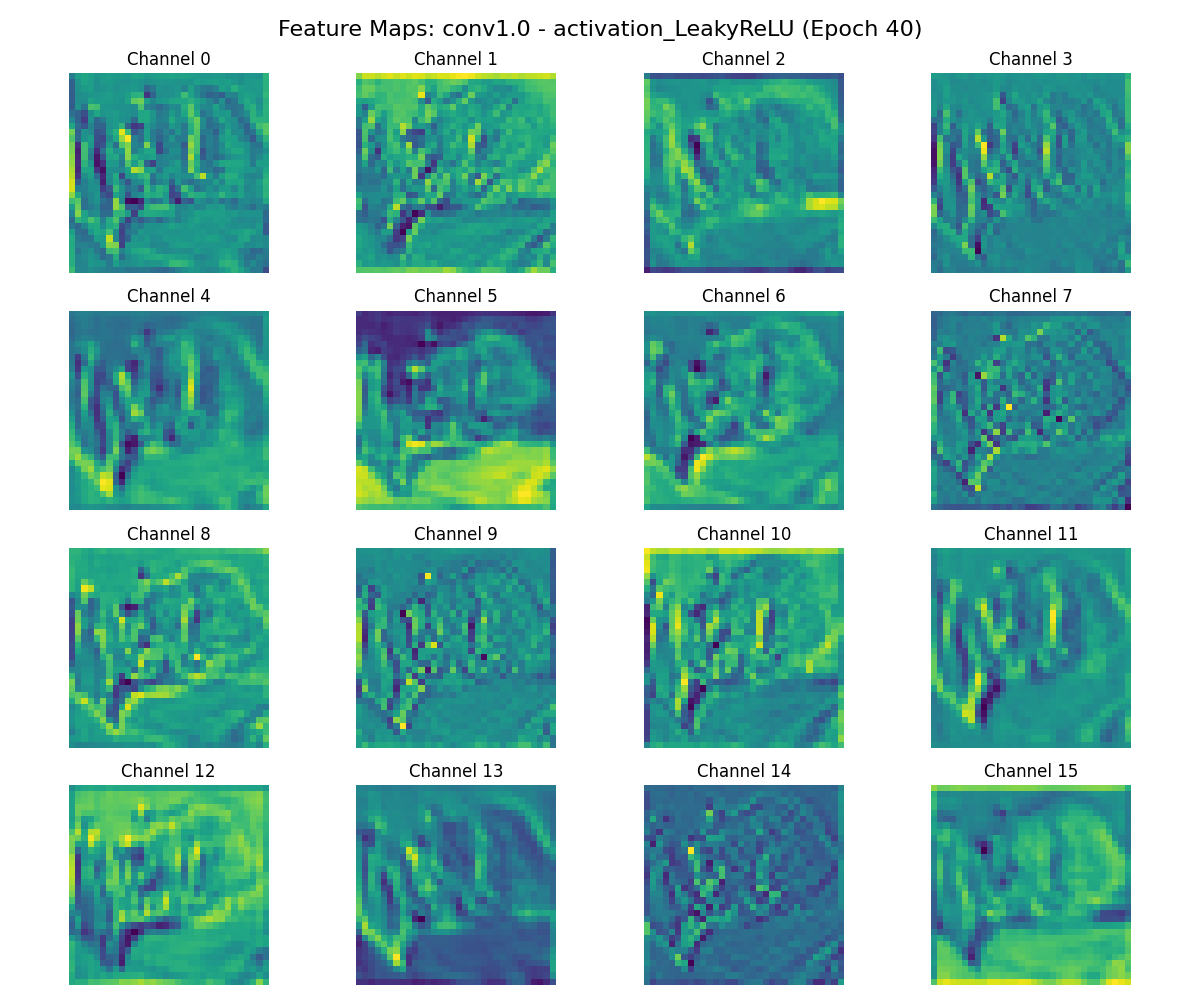 Feature Maps: conv1.0 - activation_LeakyReLU (Epoch 40)
Channel 0 Channel 1 Channel 2 Channel 3
Channel 4 Channel 5 Channel 6 Channel 7
Channel 8 Channel 9 Channel 10 Channel 11
Channel 12 Channel 13 Channel 14 Channel 15